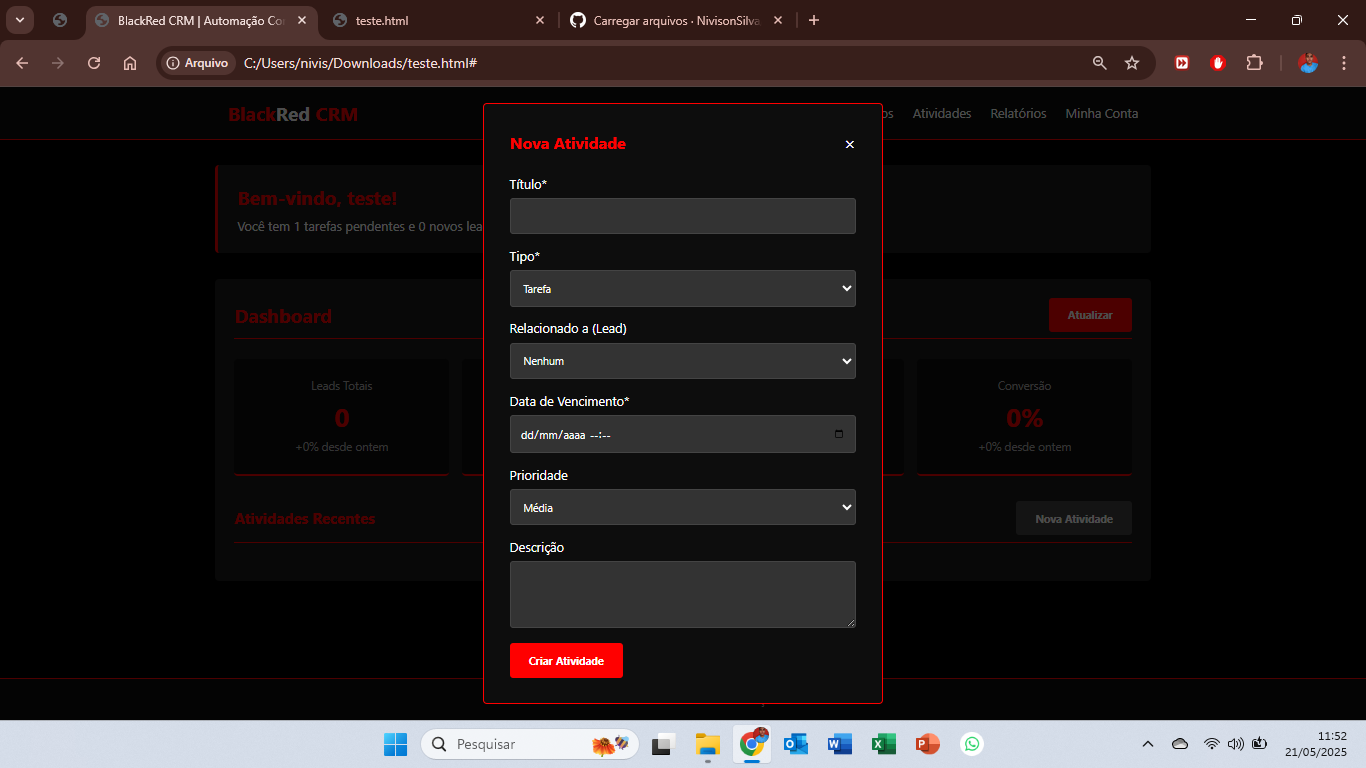 BlackRed CRM | Automação Co
teste.html
Carregar arquivos · NivisonSilva
Arquivo
C:/Users/nivis/Downloads/teste.html#
BlackRed CRM
os
Atividades
Relatórios
Minha Conta
Bem-vindo, teste!
Você tem 1 tarefas pendentes e 0 novos lea
Dashboard
Atualizar
Leads Totais
0
+0% desde ontem
Conversão
0%
+0% desde ontem
Atividades Recentes
Nova Atividade
Nova Atividade
×
Título*
Tipo*
Tarefa
Relacionado a (Lead)
Nenhum
Data de Vencimento*
dd/mm/aaaa --:--
Prioridade
Média
Descrição
Criar Atividade
Pesquisar
11:52
21/05/2025